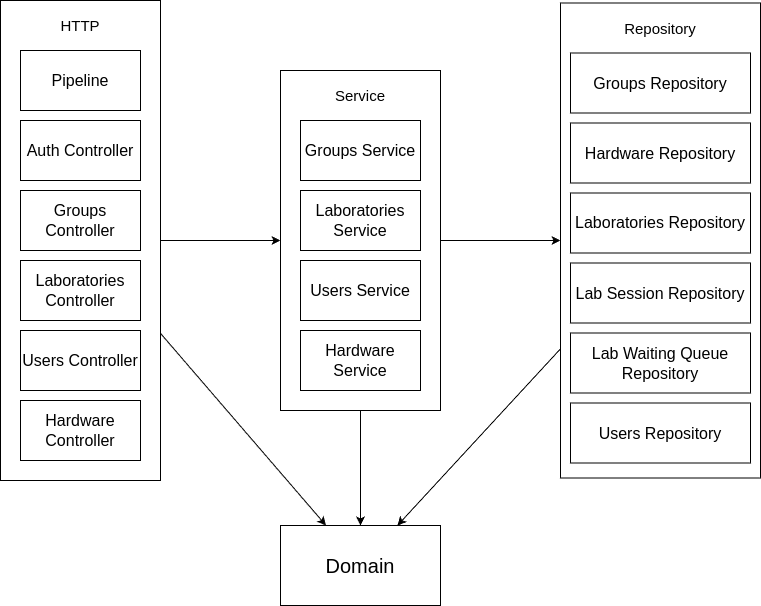 HTTP
Pipeline
Auth Controller
Groups
Controller
Laboratories
Controller
Users Controller
Hardware
Controller
Service
Groups Service
Laboratories
Service
Users Service
Hardware
Service
Repository
Groups Repository
Hardware Repository
Laboratories Repository
Lab Session Repository
Lab Waiting Queue
Repository
Users Repository
Domain